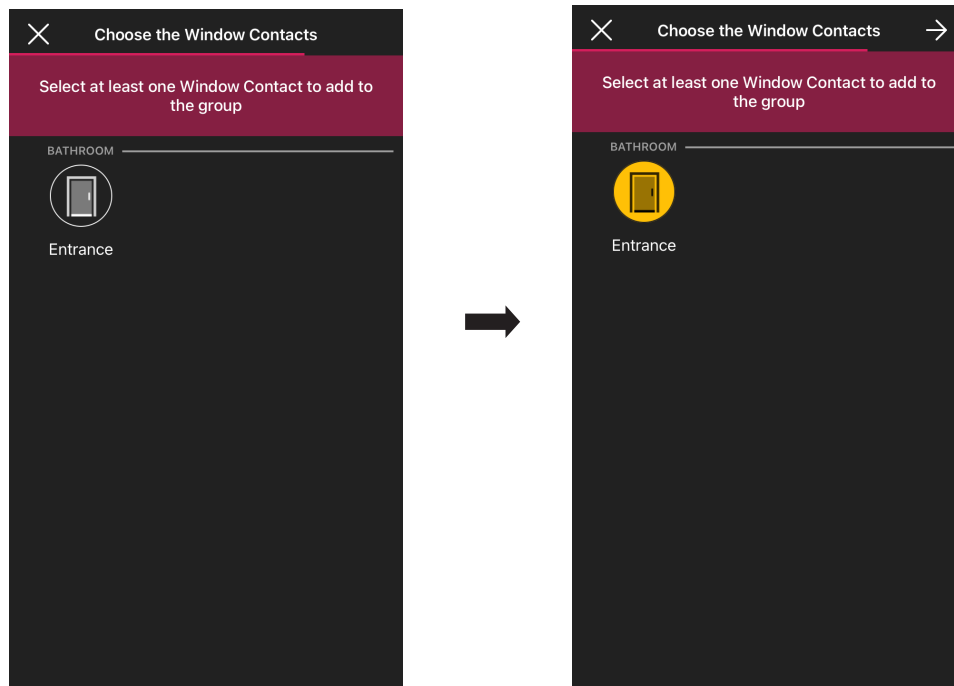 Choose the Window Contacts
Select at least one Window Contact to add to
the group
BATHROOM
Entrance
Choose the Window Contacts
Select at least one Window Contact to add to
the group
BATHROOM
Entrance